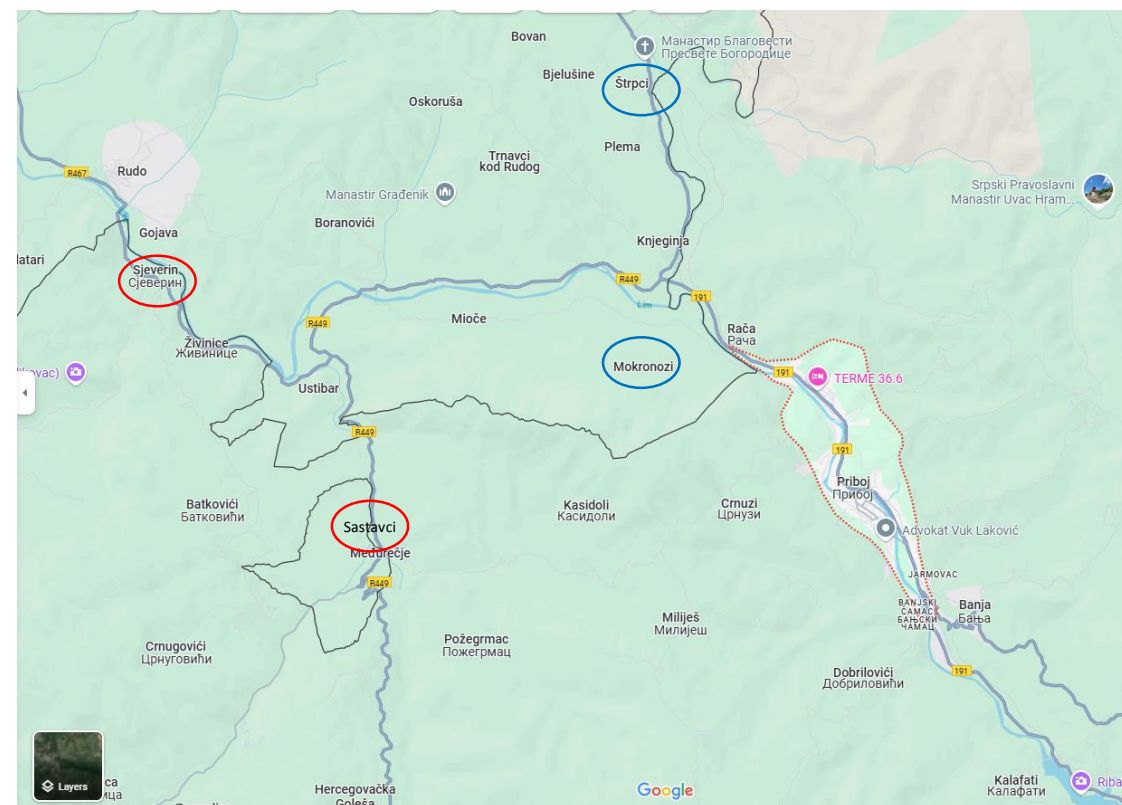 Bovan
Манастир Благовести
Пресвете Богородице
Bjelušine
Štrpci
Oskoruša
Plema
Trnavci
kod Rudog
R467
Rudo
Manastir Građenik
Srpski Pravoslavni
Manastir Uvac Hram...
Boranovići
Gojava
Knjeginja
latari
Sjeverin
Сјеверин
R449
191
Lim
R449
Mioče
Rača
Рача
Živinice
Живинице
Mokronozi
191
TERME 36.6
Ustibar
R449
191
Priboj
Прибој
Batkovići
Батковићи
Kasidoli
Касидоли
Crnuzi
Црнузи
Sastavci
Advokat Vuk Laković
Međurečje
R449
JARMOVAC
BANJSKI
ČAMAC
БАЊСКИ
ЧАМАЦ
Banja
Бања
Miliješ
Милијеш
Crnugovići
Црнуговићи
Požegrmac
Пожегрмац
Dobrilovići
Добриловићи
191
Layers
Hercegovačka
Goleša
Google
Kalafati
Калафати
Riba